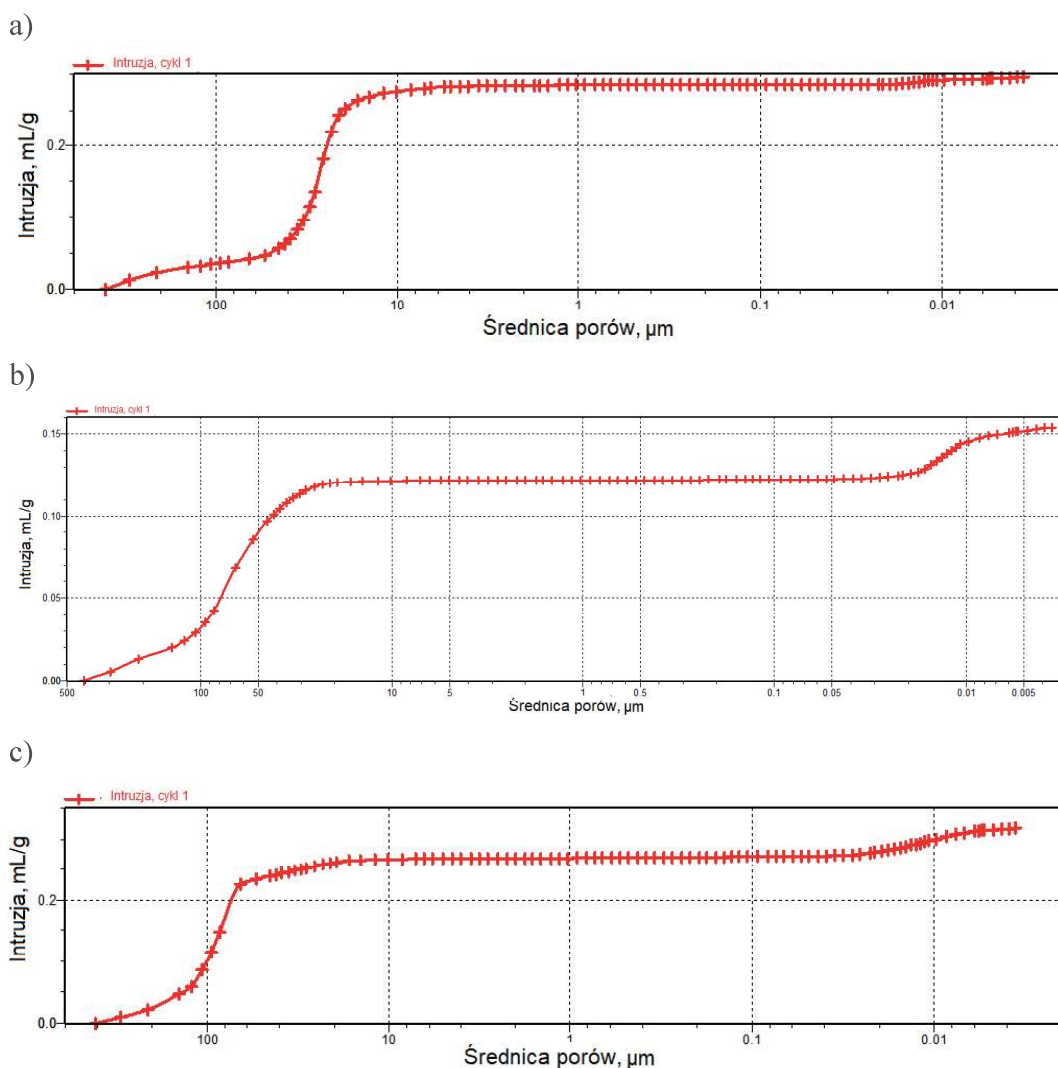 a)
Intruzja, cykl 1
Intruzja, mL/g
0.2
0.0
100 10 1 0.1 0.01
Średnica porów, µm
b)
Intruzja, cykl 1
Intruzja, mL/g
0.15
0.10
0.05
0.00
500 100 50 10 5 1 0.5 0.1 0.05 0.01 0.005
Średnica porów, µm
c)
Intruzja, cykl 1
Intruzja, mL/g
0.2
0.0
100 10 1 0.1 0.01
Średnica porów, µm